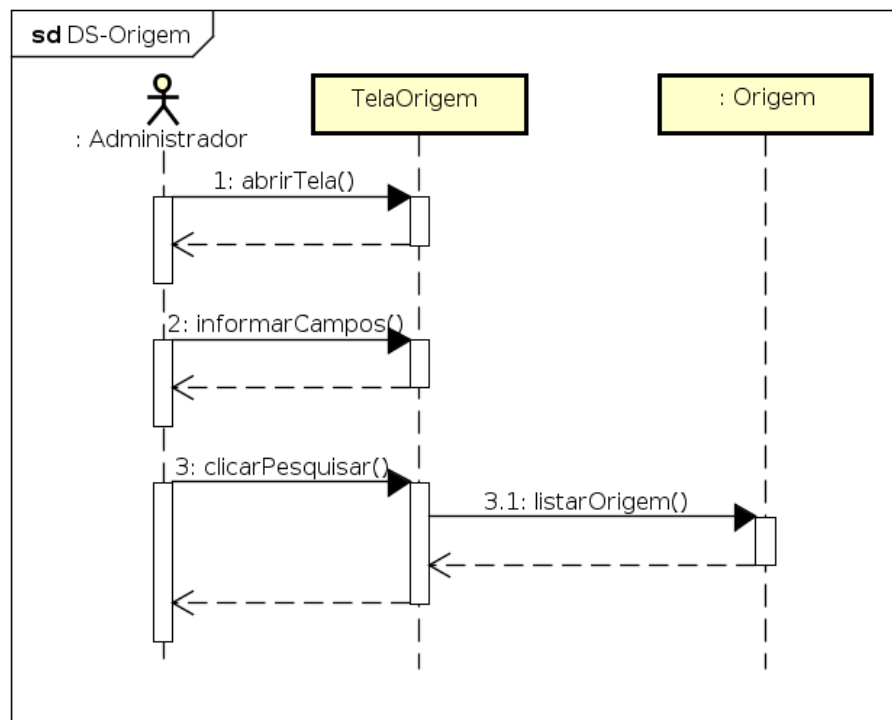 sd DS-Origem
TelaOrigem
: Origem
: Administrador
1: abrirTela()
2: informarCampos()
3: clicarPesquisar()
3.1: listarOrigem()